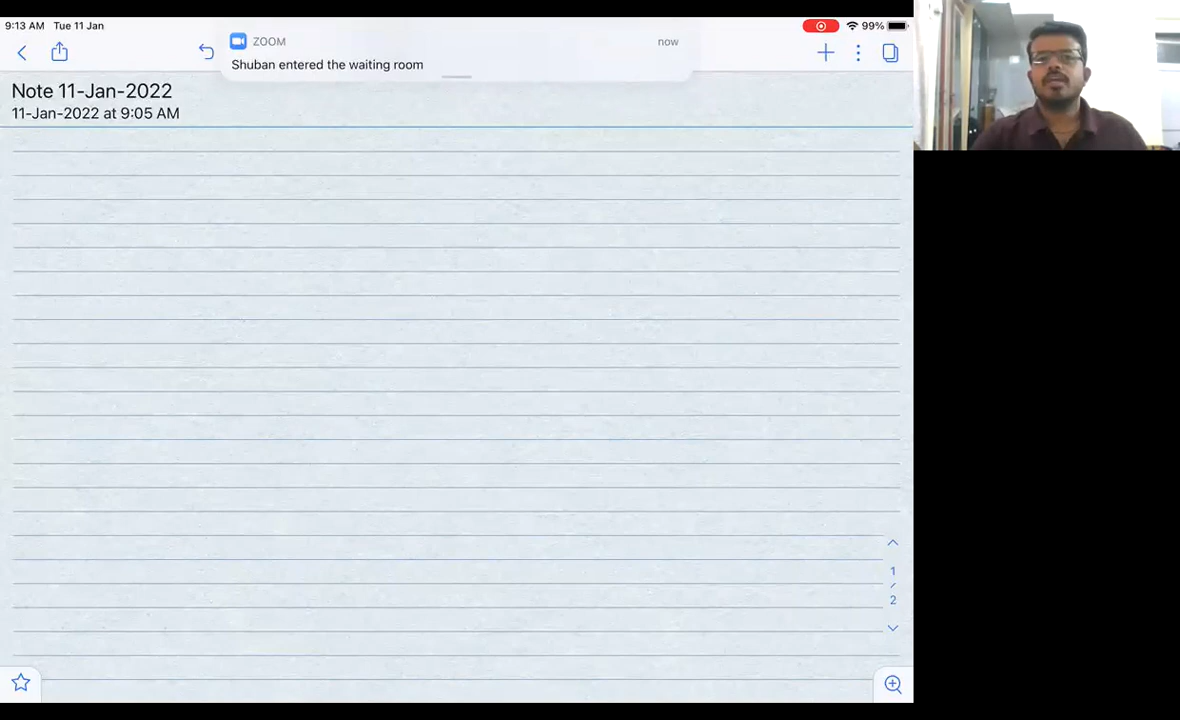 9:13 AM Tue 11 Jan
99%
ZOOM
now
Shuban entered the waiting room
Note 11-Jan-2022
11-Jan-2022 at 9:05 AM
1
/
2